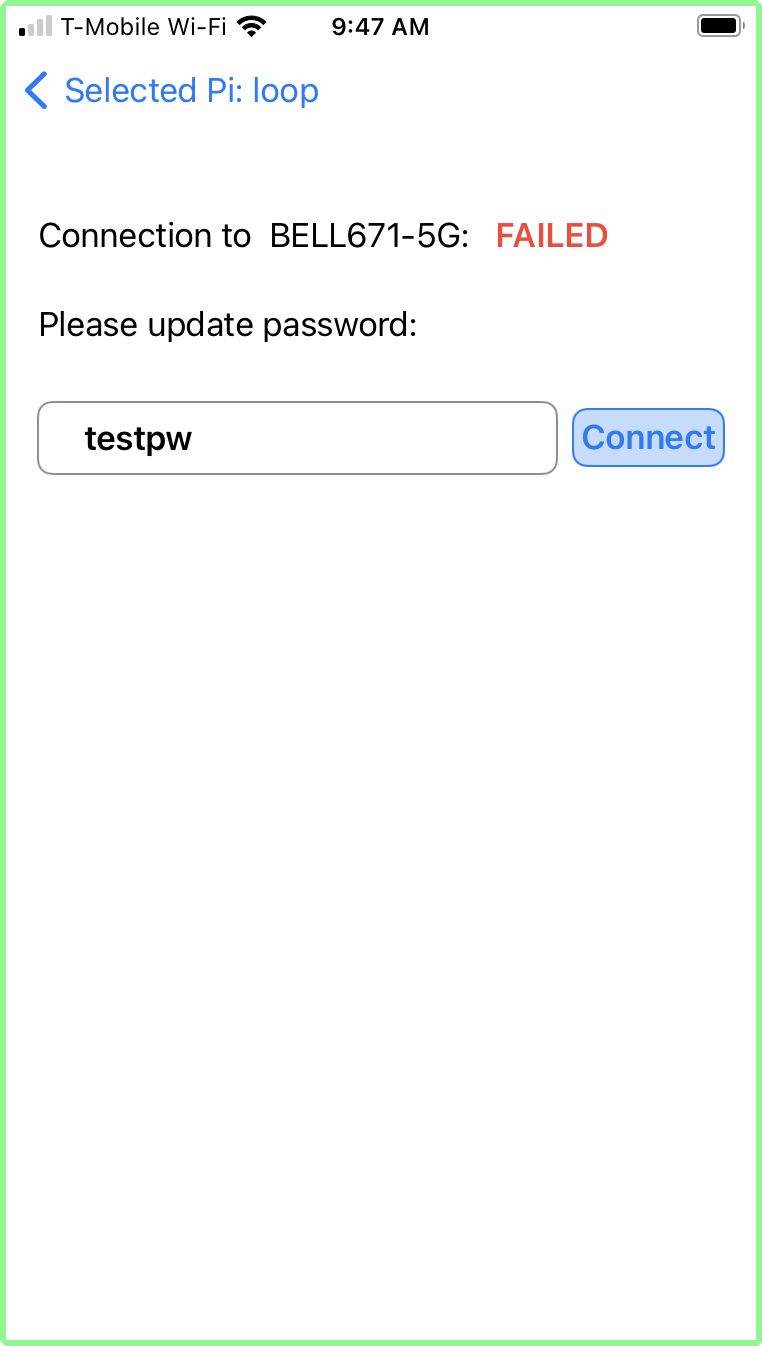 T-Mobile Wi-Fi 9:47 AM
Selected Pi: loop
Connection to BELL671-5G: FAILED
Please update password:
testpw Connect